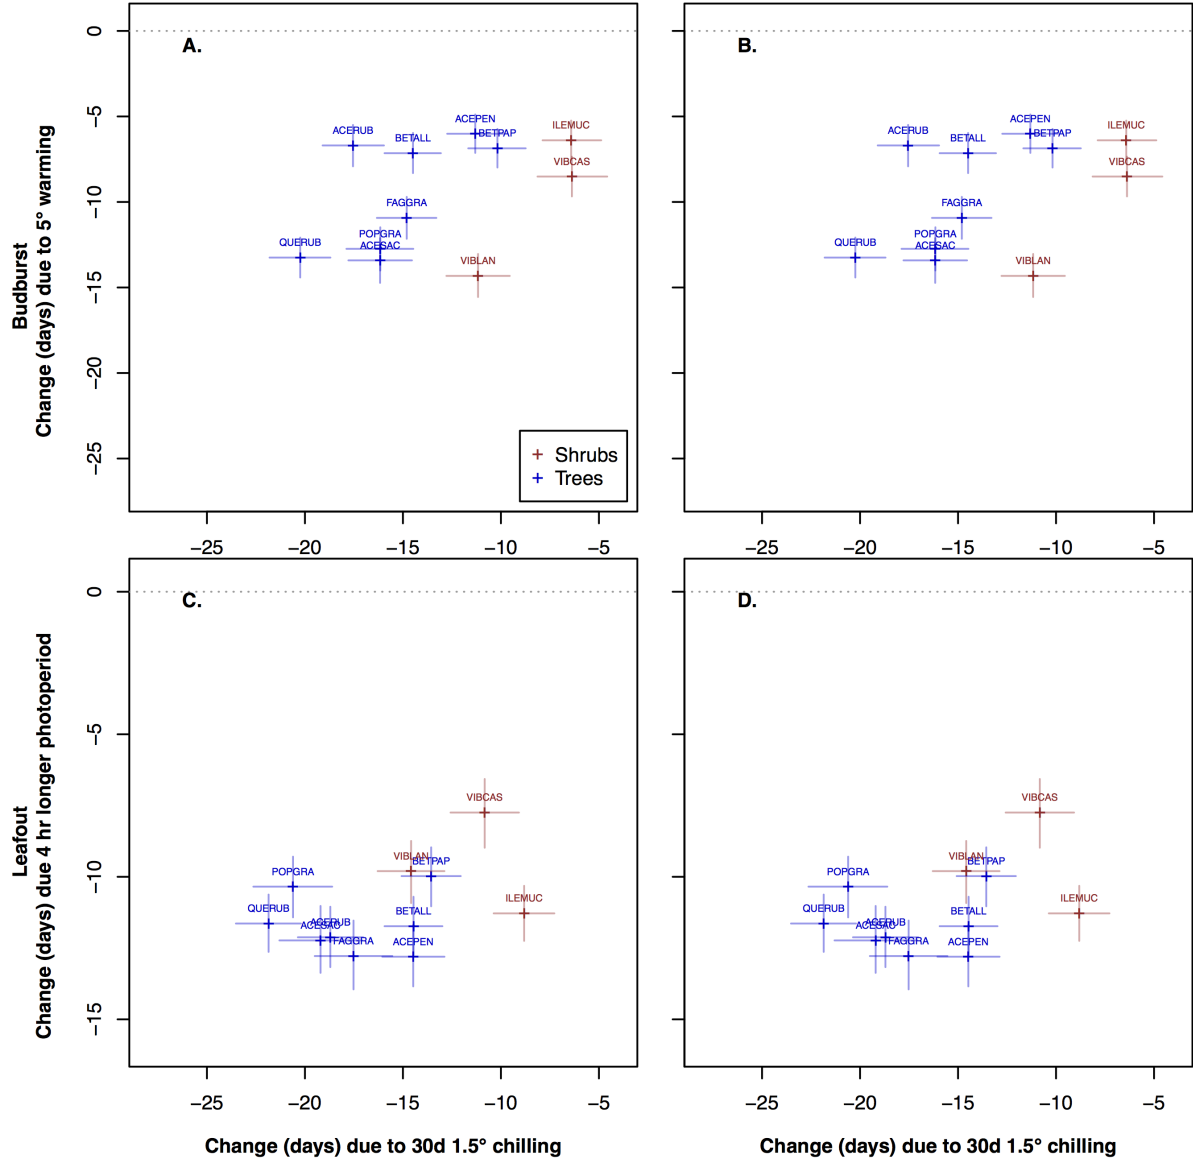 A.
B.
0
−5
−10
−15
−20
−25
Budburst
Change (days) due to 5° warming
ACERUB
BETALL
ACEPEN
BETPAP
ILEMUC
VIBCAS
FAGGRA
POPGRA
ACESAC
QUERUB
VIBLAN
Shrubs
Trees
−25 −20 −15 −10 −5
ACERUB
BETALL
ACEPEN
BETPAP
ILEMUC
VIBCAS
FAGGRA
POPGRA
ACESAC
QUERUB
VIBLAN
−25 −20 −15 −10 −5
C.
D.
0
−5
−10
−15
Leafout
Change (days) due 4 hr longer photoperiod
VIBCAS
VIBLAN
BETPAP
POPGRA
ILEMUC
QUERUB
BETALL
ACERUB
ACESAC
FAGGRA
ACEPEN
−25 −20 −15 −10 −5
Change (days) due to 30d 1.5° chilling
VIBCAS
VIBLAN
BETPAP
POPGRA
ILEMUC
QUERUB
BETALL
ACERUB
ACESAC
FAGGRA
ACEPEN
−25 −20 −15 −10 −5
Change (days) due to 30d 1.5° chilling